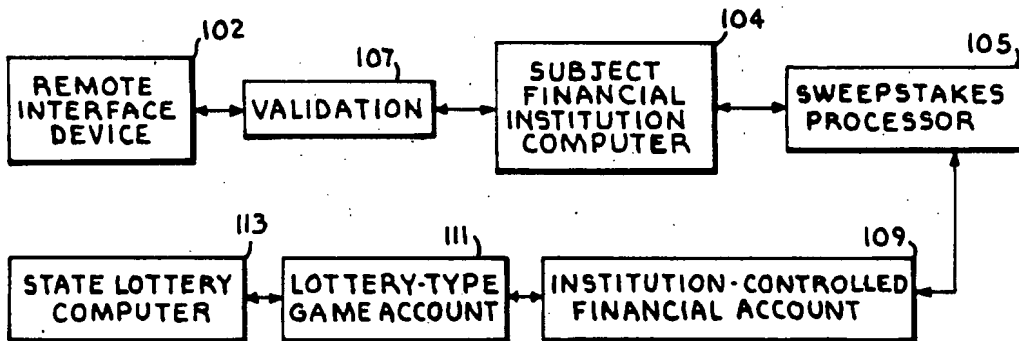 102
REMOTE
INTERFACE
DEVICE
107
VALIDATION
104
SUBJECT
FINANCIAL
INSTITUTION
COMPUTER
105
SWEEPSTAKES
PROCESSOR
113
STATE LOTTERY
COMPUTER
111
LOTTERY-TYPE
GAME ACCOUNT
109
INSTITUTION-CONTROLLED
FINANCIAL ACCOUNT